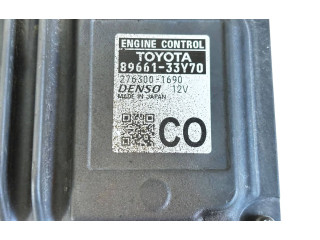 ENGINE CONTROL
TOYOTA
89661-33Y70
276300-1690
DENSO 12V
MADE IN JAPAN
CO